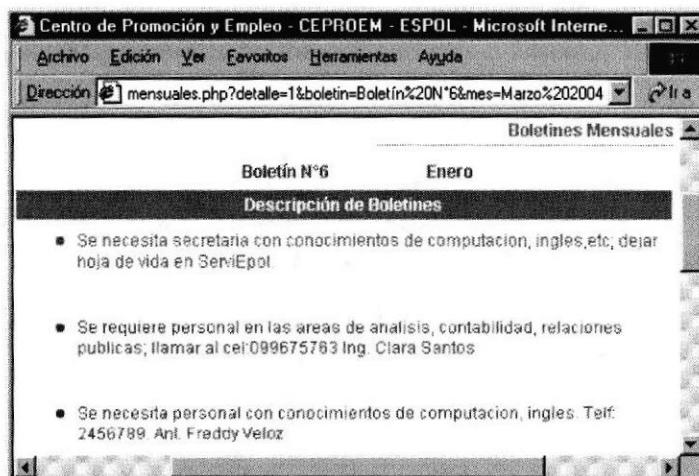 Centro de Promoción y Empleo - CEPROEM - ESPOL - Microsoft Interne...
Archivo Edición Ver Favoritos Herramientas Ayuda
Dirección mensuales.php?detalle=1&boletin=Boletín%20N°6&mes=Marzo%202004 Ir a
Boletines Mensuales
Boletín N°6 Enero
Descripción de Boletines
• Se necesita secretaria con conocimientos de computacion, ingles,etc; dejar
hoja de vida en ServiEpol
• Se requiere personal en las areas de analisis, contabilidad, relaciones
publicas; llamar al cel:099675763 Ing. Clara Santos
• Se necesita personal con conocimientos de computacion, ingles. Telf:
2456789. Anl. Freddy Veloz